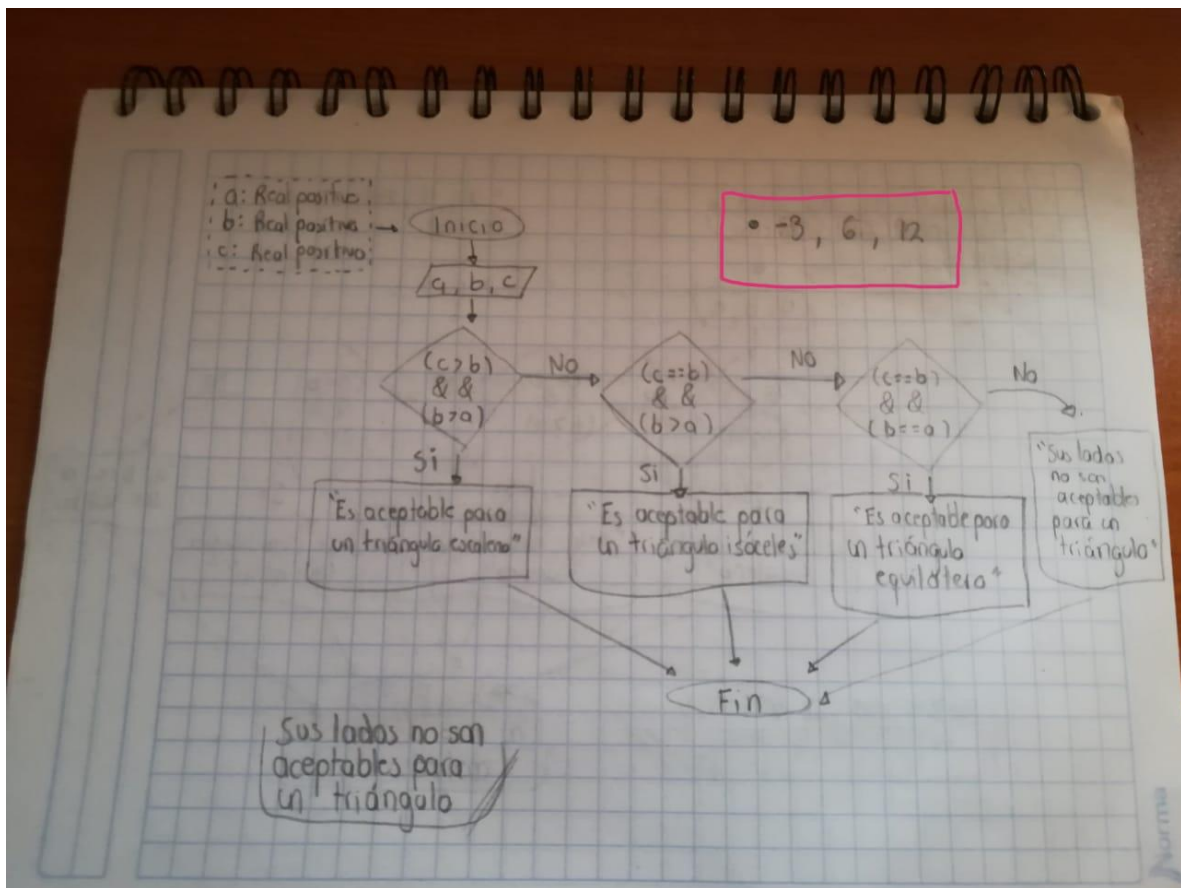 a: Real positivo
b: Real positivo
c: Real positivo
Inicio
• -3, 6, 12
a, b, c
(c>b)
& &
(b>a)
No
(c==b)
& &
(b>a)
No
(c==b)
& &
(b==a)
No
Si
Si
Si
"Es aceptable para
un triángulo escaleno"
"Es aceptable para
un triángulo isóceles"
"Es aceptable para
un triángulo
equilátero"
"Sus lados
no son
aceptables
para un
triángulo"
Fin
Sus lados no son
aceptables para
un triángulo
Norma